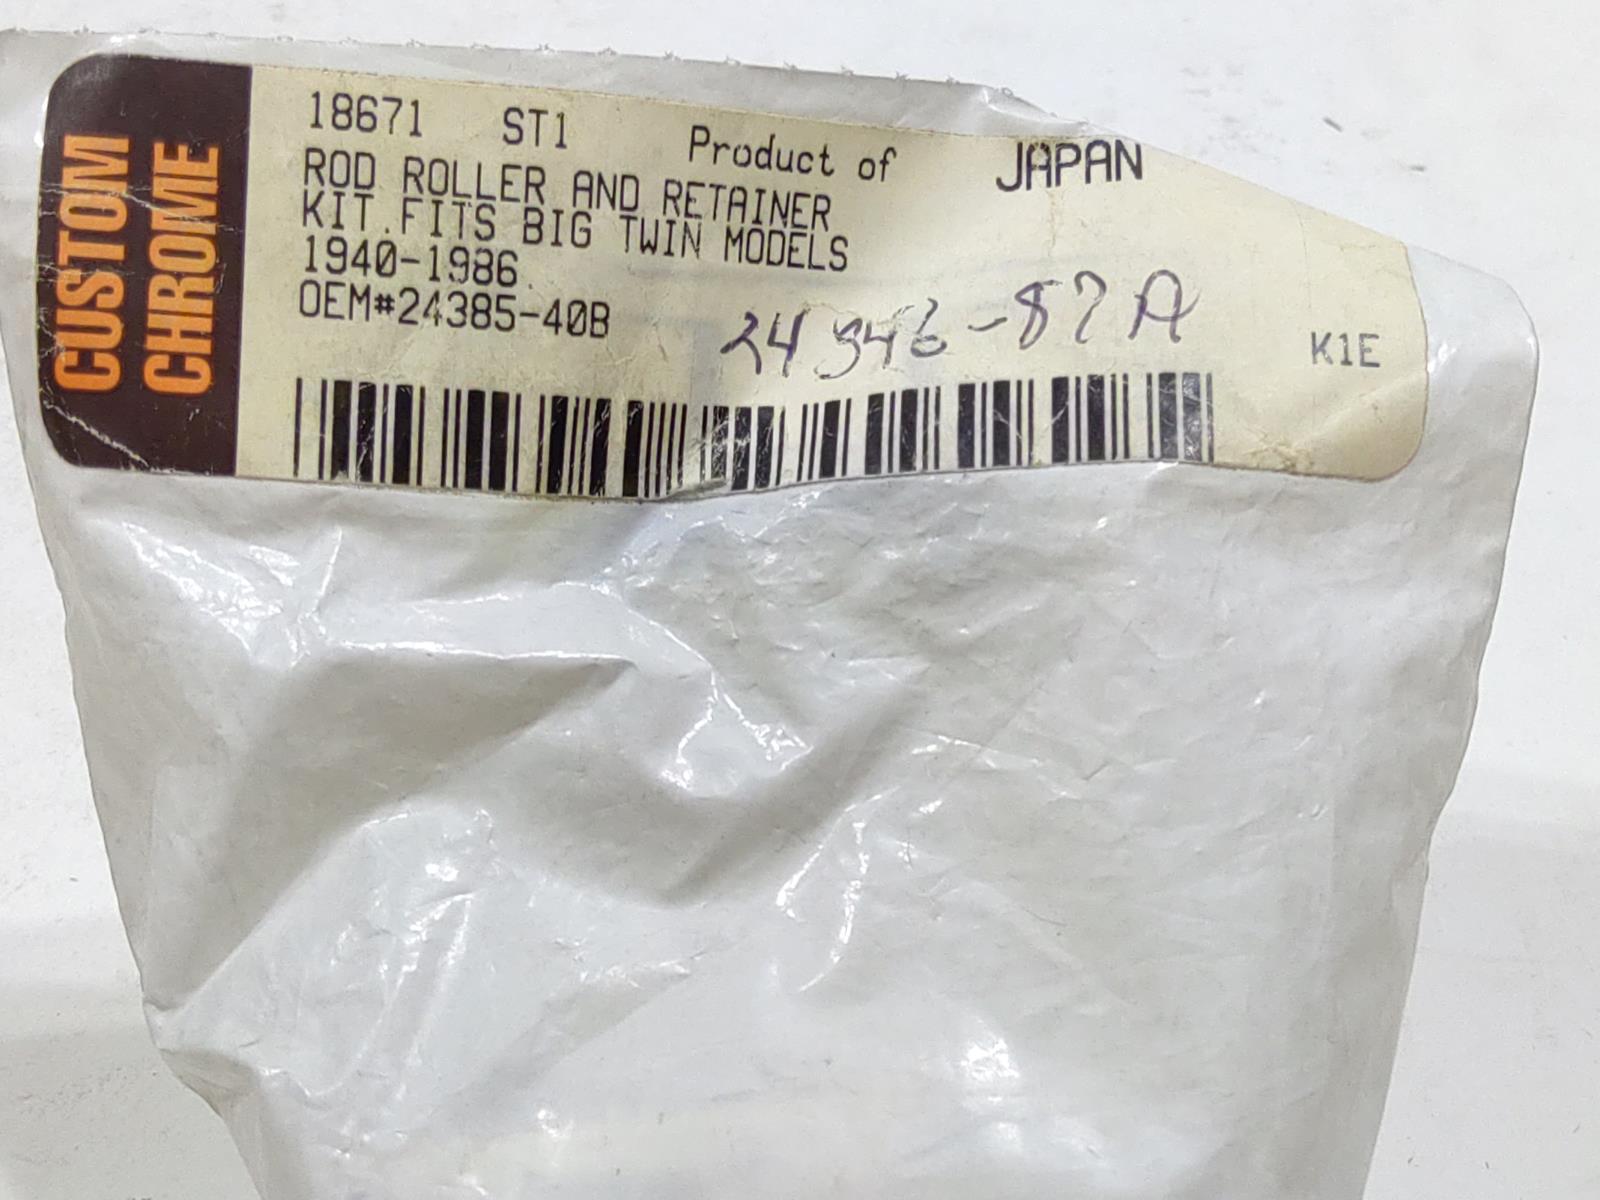 CUSTOM
CHROME
18671 ST1 Product of JAPAN
ROD ROLLER AND RETAINER
KIT.FITS BIG TWIN MODELS
1940-1986.
OEM#24385-40B
24346-87A
K1E